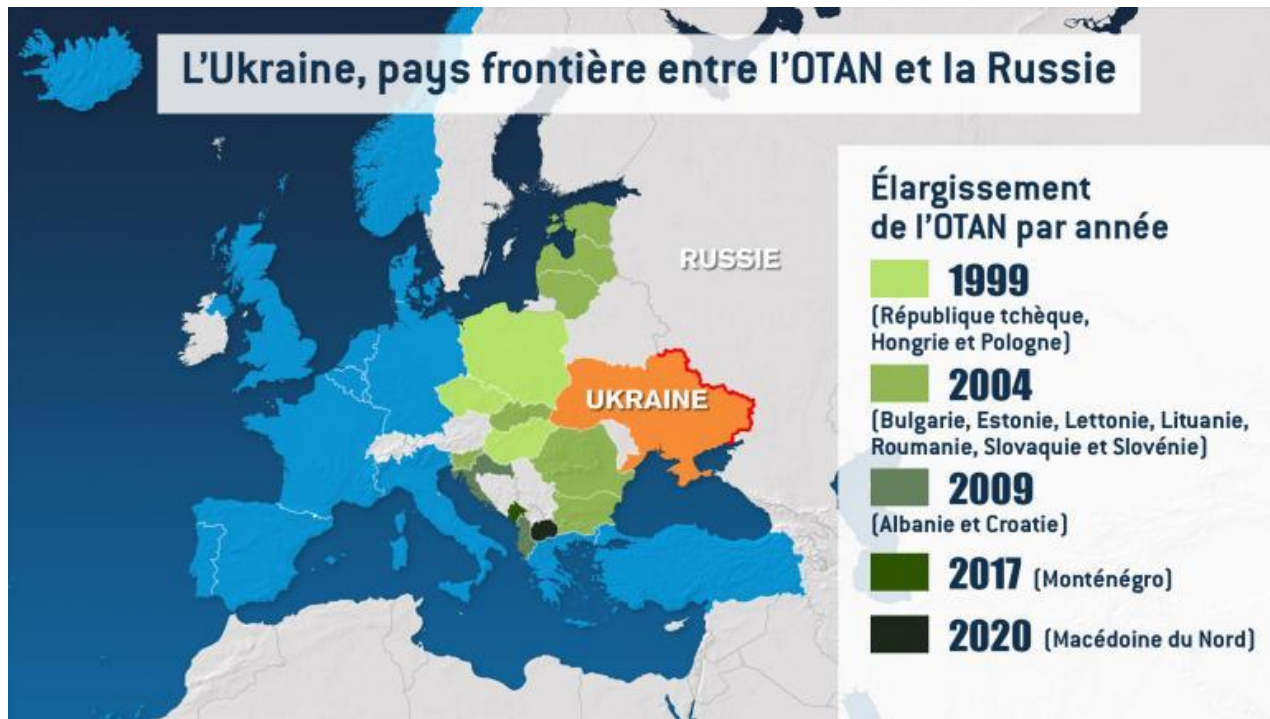 L'Ukraine, pays frontière entre l'OTAN et la Russie
RUSSIE
UKRAINE
Élargissement
de l'OTAN par année
1999
(République tchèque,
Hongrie et Pologne)
2004
(Bulgarie, Estonie, Lettonie, Lituanie,
Roumanie, Slovaquie et Slovénie)
2009
(Albanie et Croatie)
2017 (Monténégro)
2020 (Macédoine du Nord)